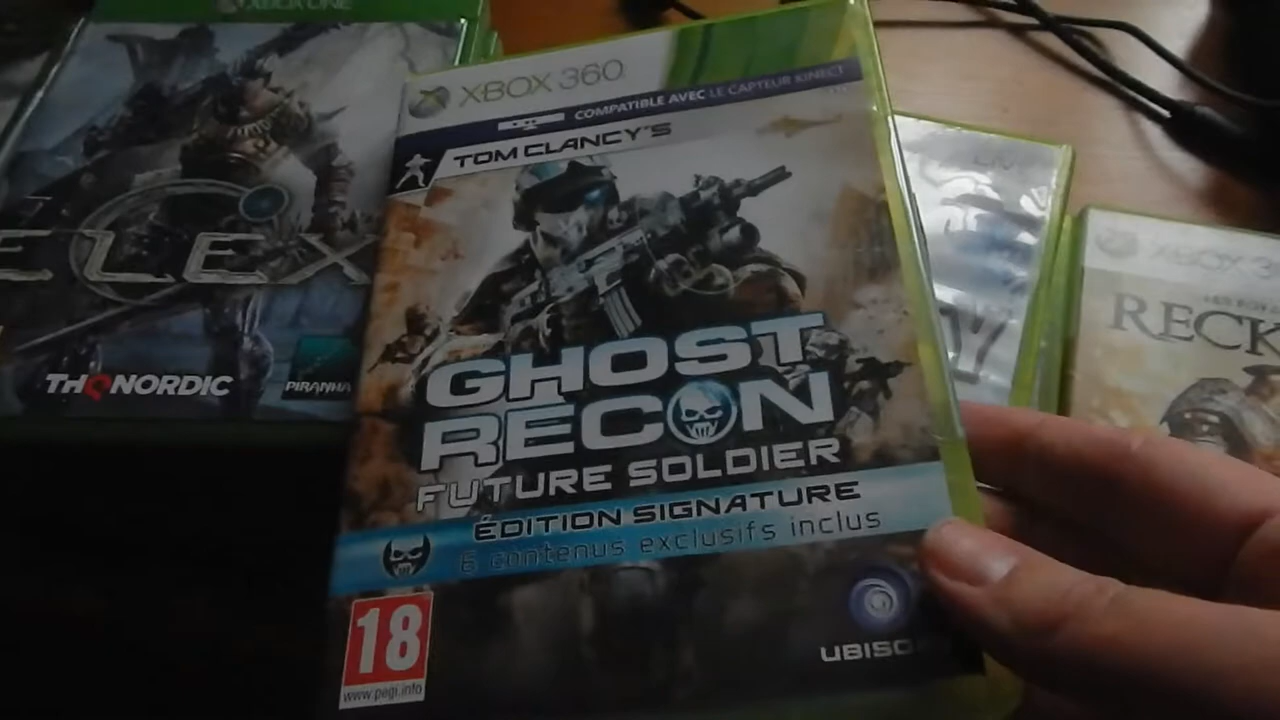 XBOX ONE
XBOX 360
COMPATIBLE AVEC LE CAPTEUR KINECT
TOM CLANCY'S
GHOST
RECON
FUTURE SOLDIER
ÉDITION SIGNATURE
6 contenus exclusifs inclus
18
www.pegi.info
UBISO
ELEX
THQNORDIC
PIRANHA
XBOX 3
RECK